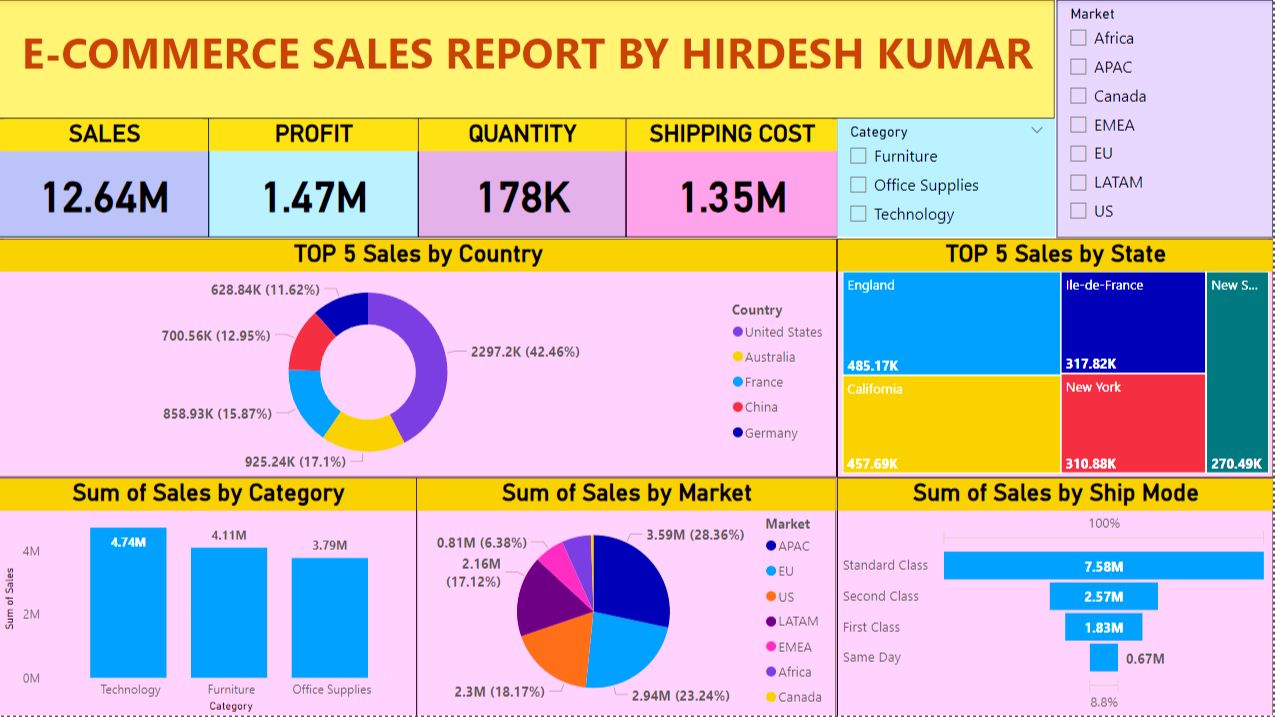 E-COMMERCE SALES REPORT BY HIRDESH KUMAR
Market
Africa
APAC
Canada
EMEA
EU
LATAM
US
SALES
12.64M
PROFIT
1.47M
QUANTITY
178K
SHIPPING COST
1.35M
Category
Furniture
Office Supplies
Technology
TOP 5 Sales by Country
628.84K (11.62%)
700.56K (12.95%)
858.93K (15.87%)
925.24K (17.1%)
2297.2K (42.46%)
Country
United States
Australia
France
China
Germany
TOP 5 Sales by State
England
485.17K
California
457.69K
Ile-de-France
317.82K
New York
310.88K
New S...
270.49K
Sum of Sales by Category
Sum of Sales
4M
2M
0M
4.74M
4.11M
3.79M
Technology
Furniture
Office Supplies
Category
Sum of Sales by Market
0.81M (6.38%)
2.16M
(17.12%)
2.3M (18.17%)
3.59M (28.36%)
2.94M (23.24%)
Market
APAC
EU
US
LATAM
EMEA
Africa
Canada
Sum of Sales by Ship Mode
100%
Standard Class
7.58M
Second Class
2.57M
First Class
1.83M
Same Day
0.67M
8.8%